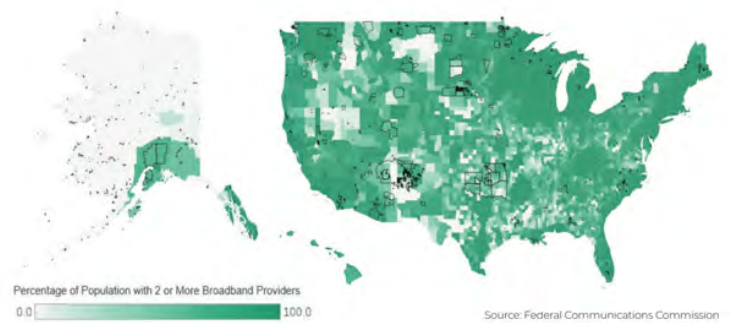 Percentage of Population with 2 or More Broadband Providers
0.0 100.0
Source: Federal Communications Commission